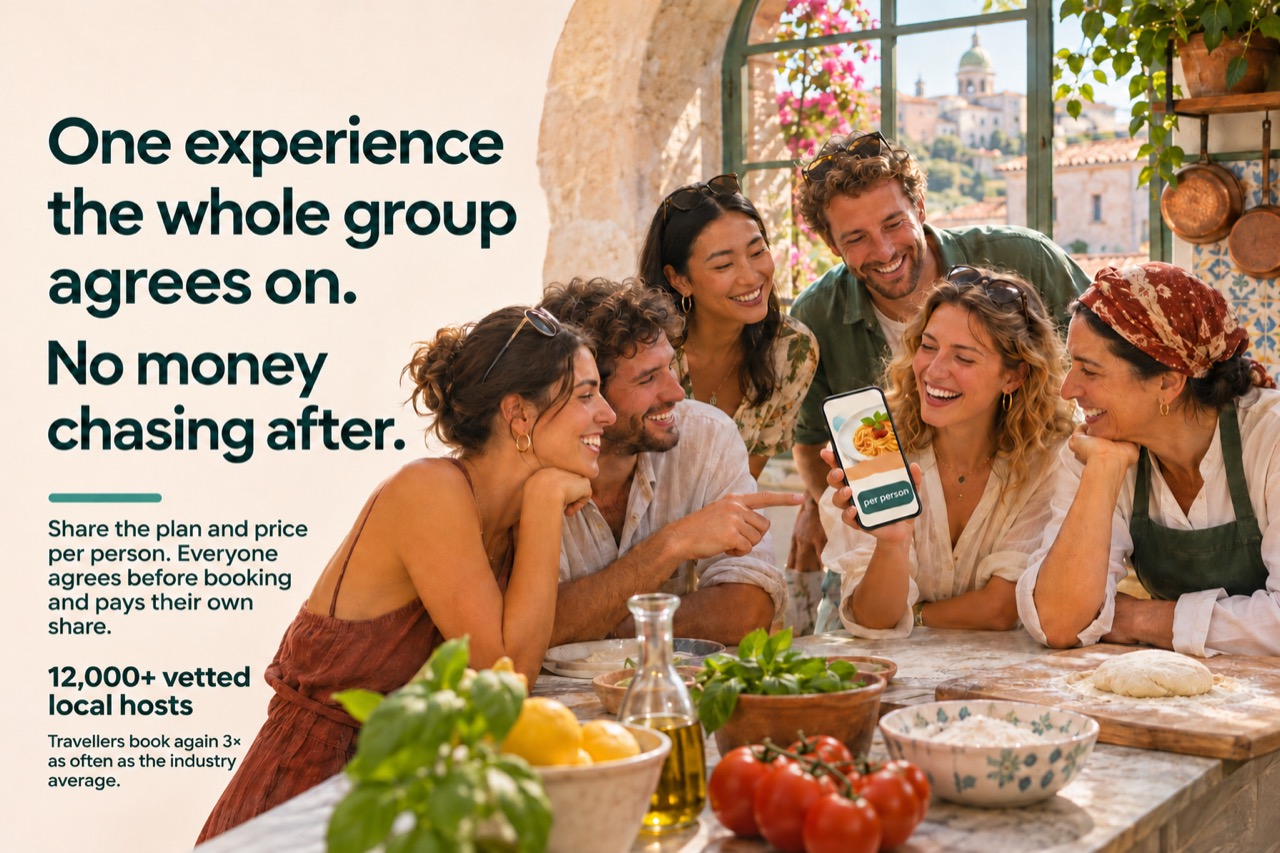 One experience
the whole group
agrees on.
No money
chasing after.
Share the plan and price
per person. Everyone
agrees before booking
and pays their own
share.
12,000+ vetted
local hosts
Travellers book again 3×
as often as the industry
average.
per person